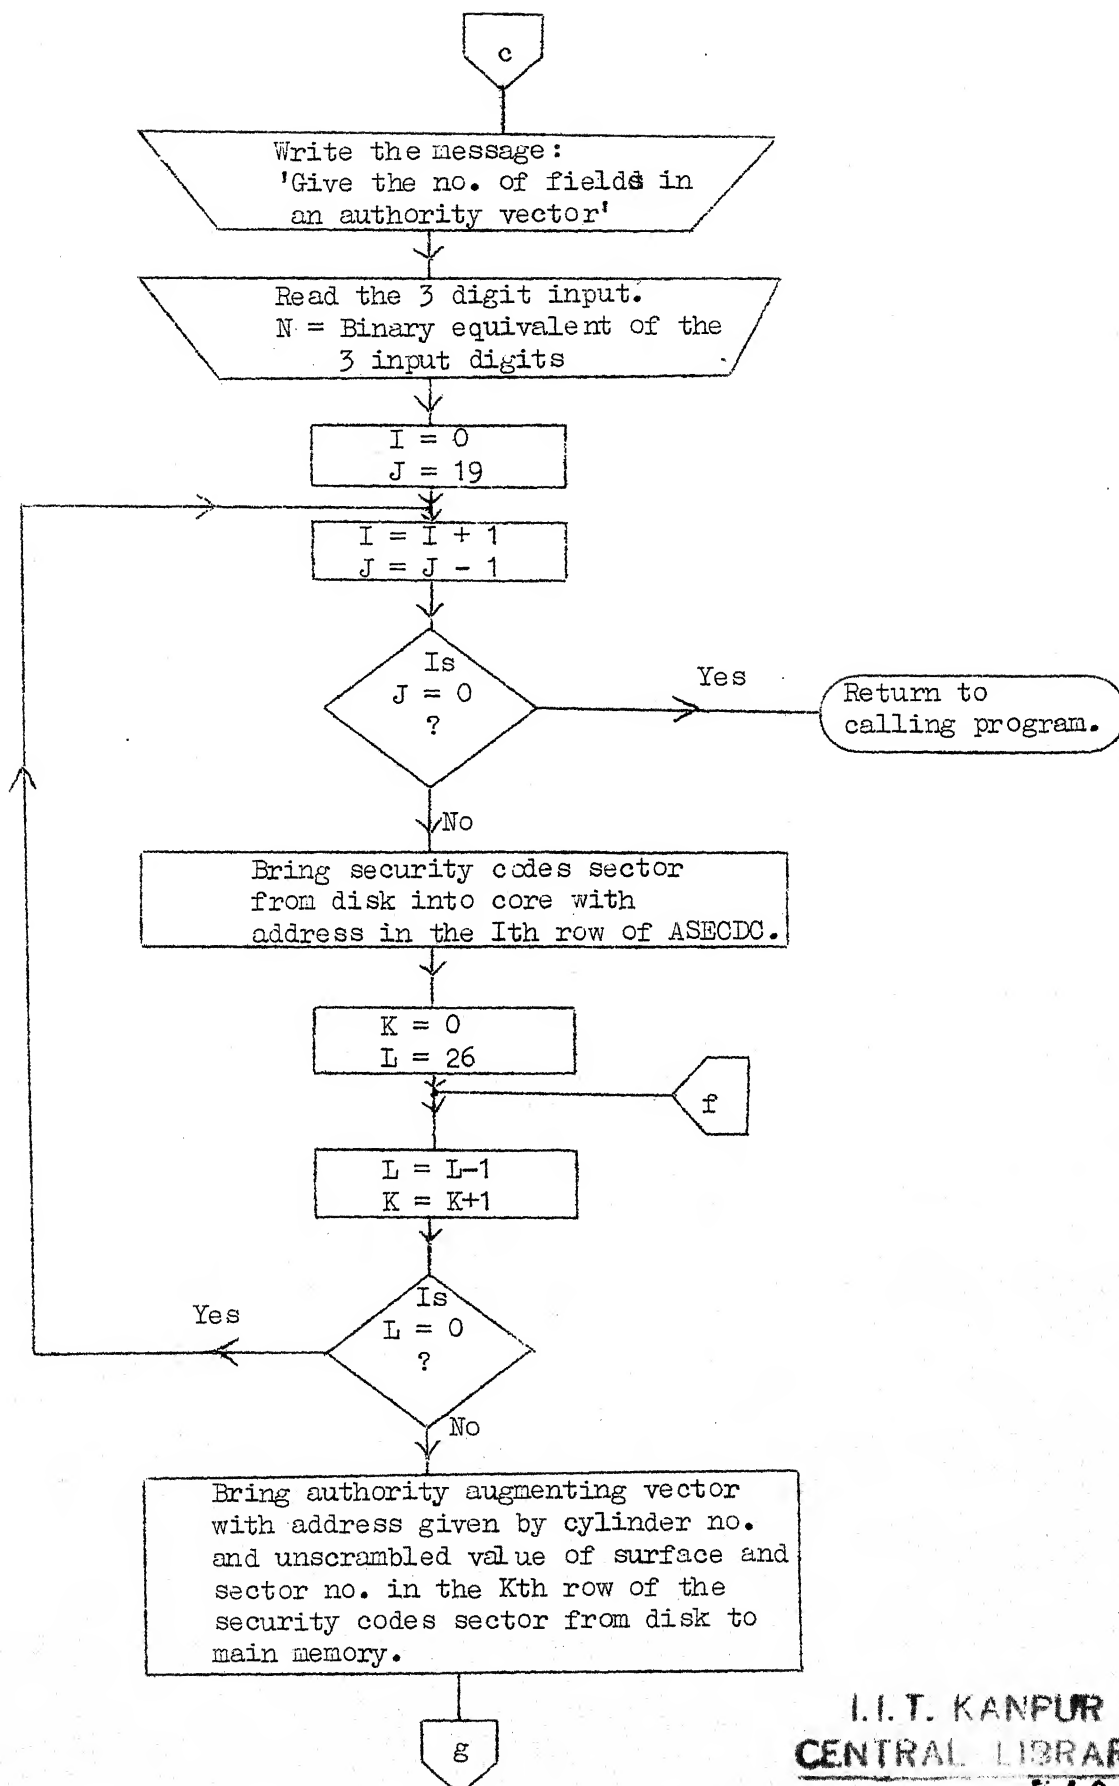 c
Write the message:
'Give the no. of fields in
an authority vector'
Read the 3 digit input.
N = Binary equivalent of the
3 input digits
I = 0
J = 19
I = I + 1
J = J - 1
Is
J = 0
?
Yes
Return to
calling program.
No
Bring security codes sector
from disk into core with
address in the Ith row of ASECDC.
K = 0
L = 26
f
L = L-1
K = K+1
Is
L = 0
?
Yes
No
Bring authority augmenting vector
with address given by cylinder no.
and unscrambled value of surface and
sector no. in the Kth row of the
security codes sector from disk to
main memory.
g
I.I.T. KANPUR
CENTRAL